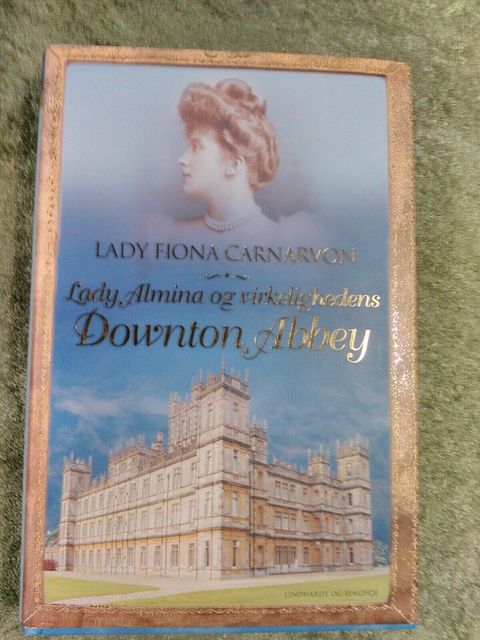 LADY FIONA CARNARVON
Lady Almina og virkelighedens
Downton Abbey
LINDHARDT OG RINGHOF